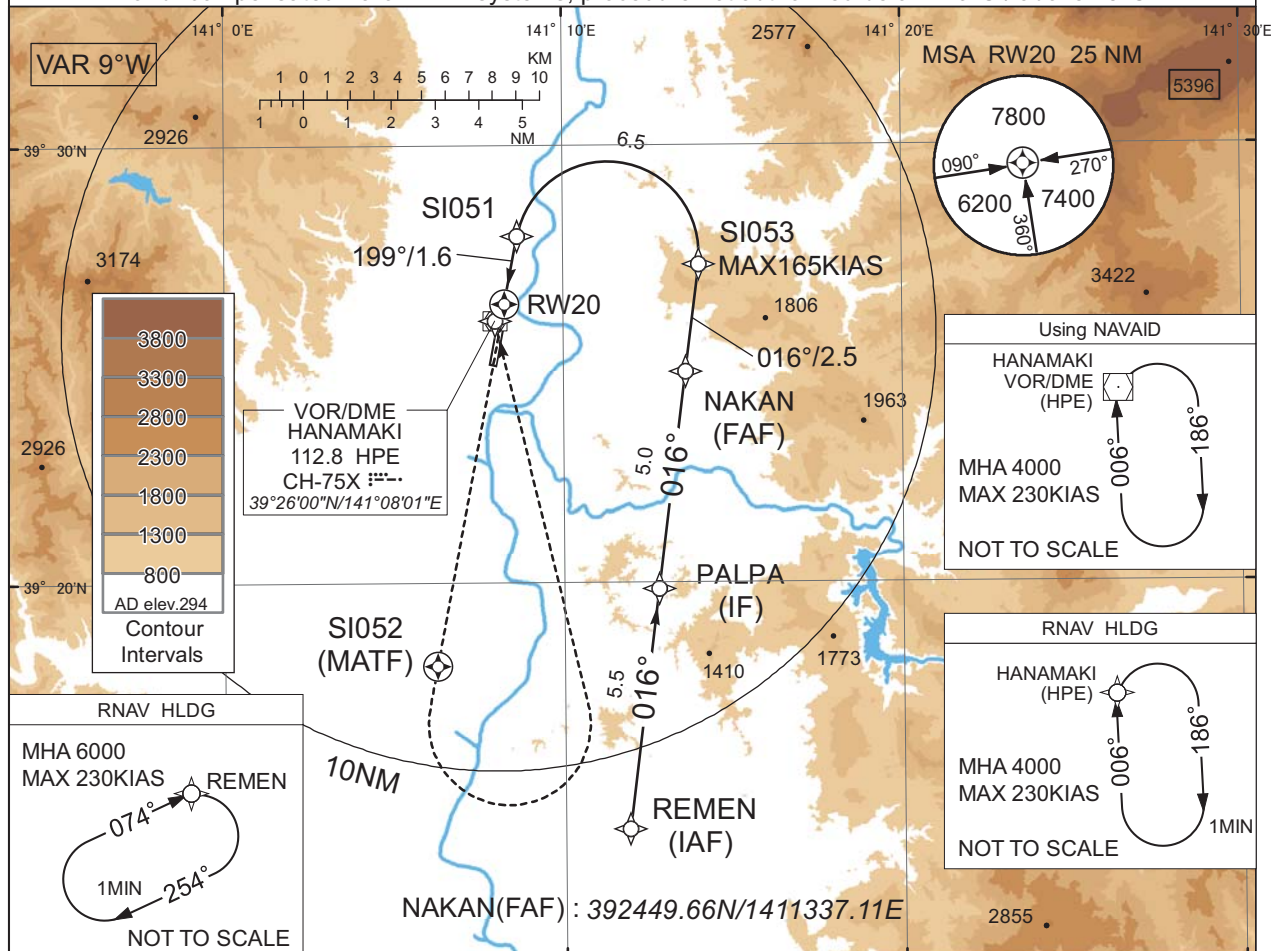 141° 0'E
141° 10'E
141° 20'E
141° 30'E
VAR 9°W
KM
1 0 1 2 3 4 5 6 7 8 9 10
1 0 1 2 3 4 5
NM
2577
MSA RW20 25 NM
5396
7800
090°
270°
6200
7400
360°
2926
39° 30'N
6.5
SI051
199°/1.6
SI053
MAX165KIAS
3174
RW20
1806
3422
016°/2.5
3800
3300
2800
2300
1800
1300
800
AD elev.294
Contour
Intervals
VOR/DME
HANAMAKI
112.8 HPE
CH-75X
39°26'00"N/141°08'01"E
NAKAN
(FAF)
1963
2926
5.0
016°
Using NAVAID
HANAMAKI
VOR/DME
(HPE)
186°
006°
MHA 4000
MAX 230KIAS
NOT TO SCALE
39° 20'N
PALPA
(IF)
SI052
(MATF)
1410
1773
5.5
016°
RNAV HLDG
HANAMAKI
(HPE)
186°
006°
MHA 4000
MAX 230KIAS
1MIN
NOT TO SCALE
RNAV HLDG
MHA 6000
MAX 230KIAS
REMEN
074°
1MIN
254°
NOT TO SCALE
10NM
REMEN
(IAF)
NAKAN(FAF) : 392449.66N/1411337.11E
2855